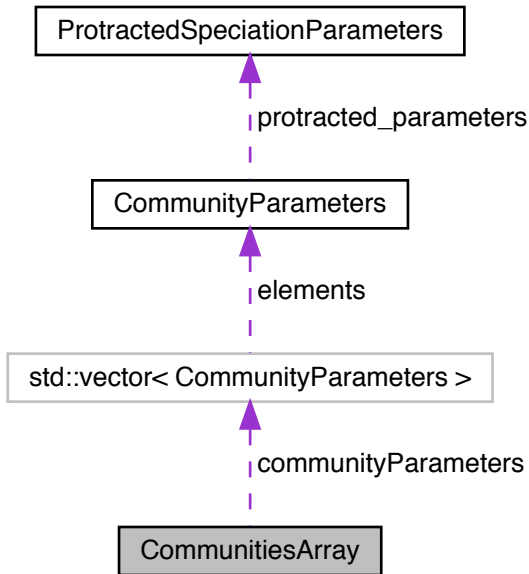 ProtractedSpeciationParameters
protracted_parameters
CommunityParameters
elements
std::vector< CommunityParameters >
communityParameters
CommunitiesArray